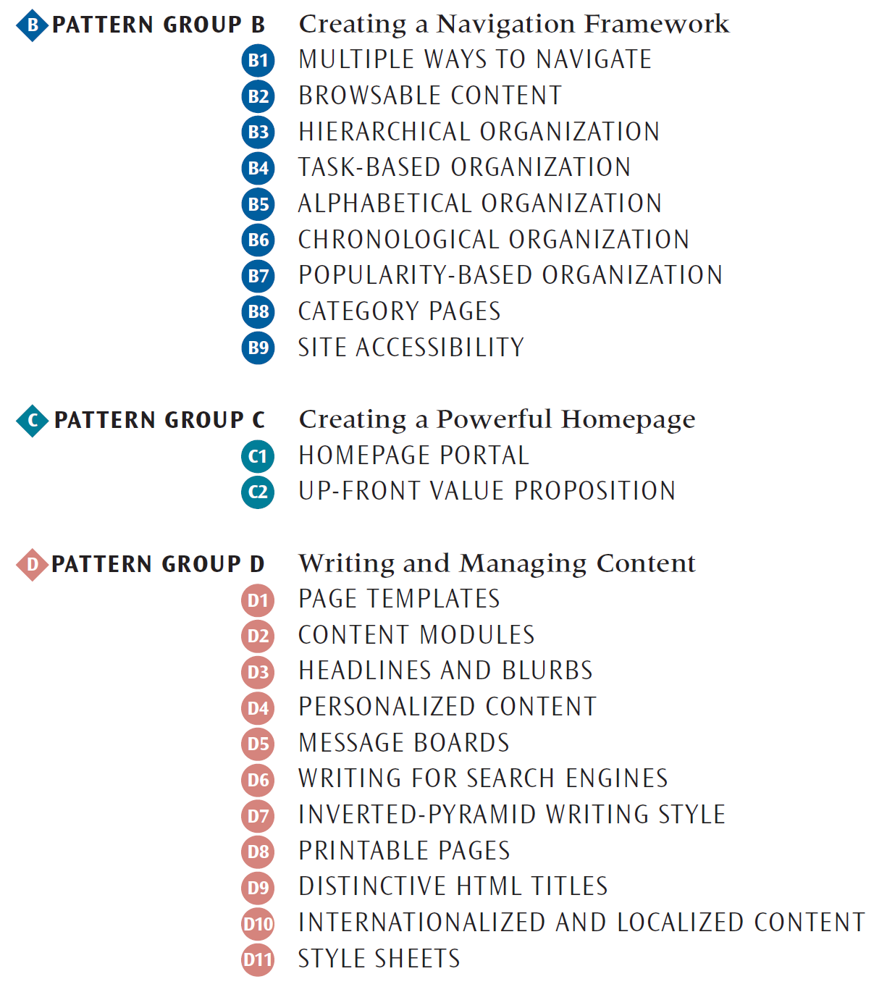 B PATTERN GROUP B Creating a Navigation Framework
B1 MULTIPLE WAYS TO NAVIGATE
B2 BROWSABLE CONTENT
B3 HIERARCHICAL ORGANIZATION
B4 TASK-BASED ORGANIZATION
B5 ALPHABETICAL ORGANIZATION
B6 CHRONOLOGICAL ORGANIZATION
B7 POPULARITY-BASED ORGANIZATION
B8 CATEGORY PAGES
B9 SITE ACCESSIBILITY
C PATTERN GROUP C Creating a Powerful Homepage
C1 HOMEPAGE PORTAL
C2 UP-FRONT VALUE PROPOSITION
D PATTERN GROUP D Writing and Managing Content
D1 PAGE TEMPLATES
D2 CONTENT MODULES
D3 HEADLINES AND BLURBS
D4 PERSONALIZED CONTENT
D5 MESSAGE BOARDS
D6 WRITING FOR SEARCH ENGINES
D7 INVERTED-PYRAMID WRITING STYLE
D8 PRINTABLE PAGES
D9 DISTINCTIVE HTML TITLES
D10 INTERNATIONALIZED AND LOCALIZED CONTENT
D11 STYLE SHEETS